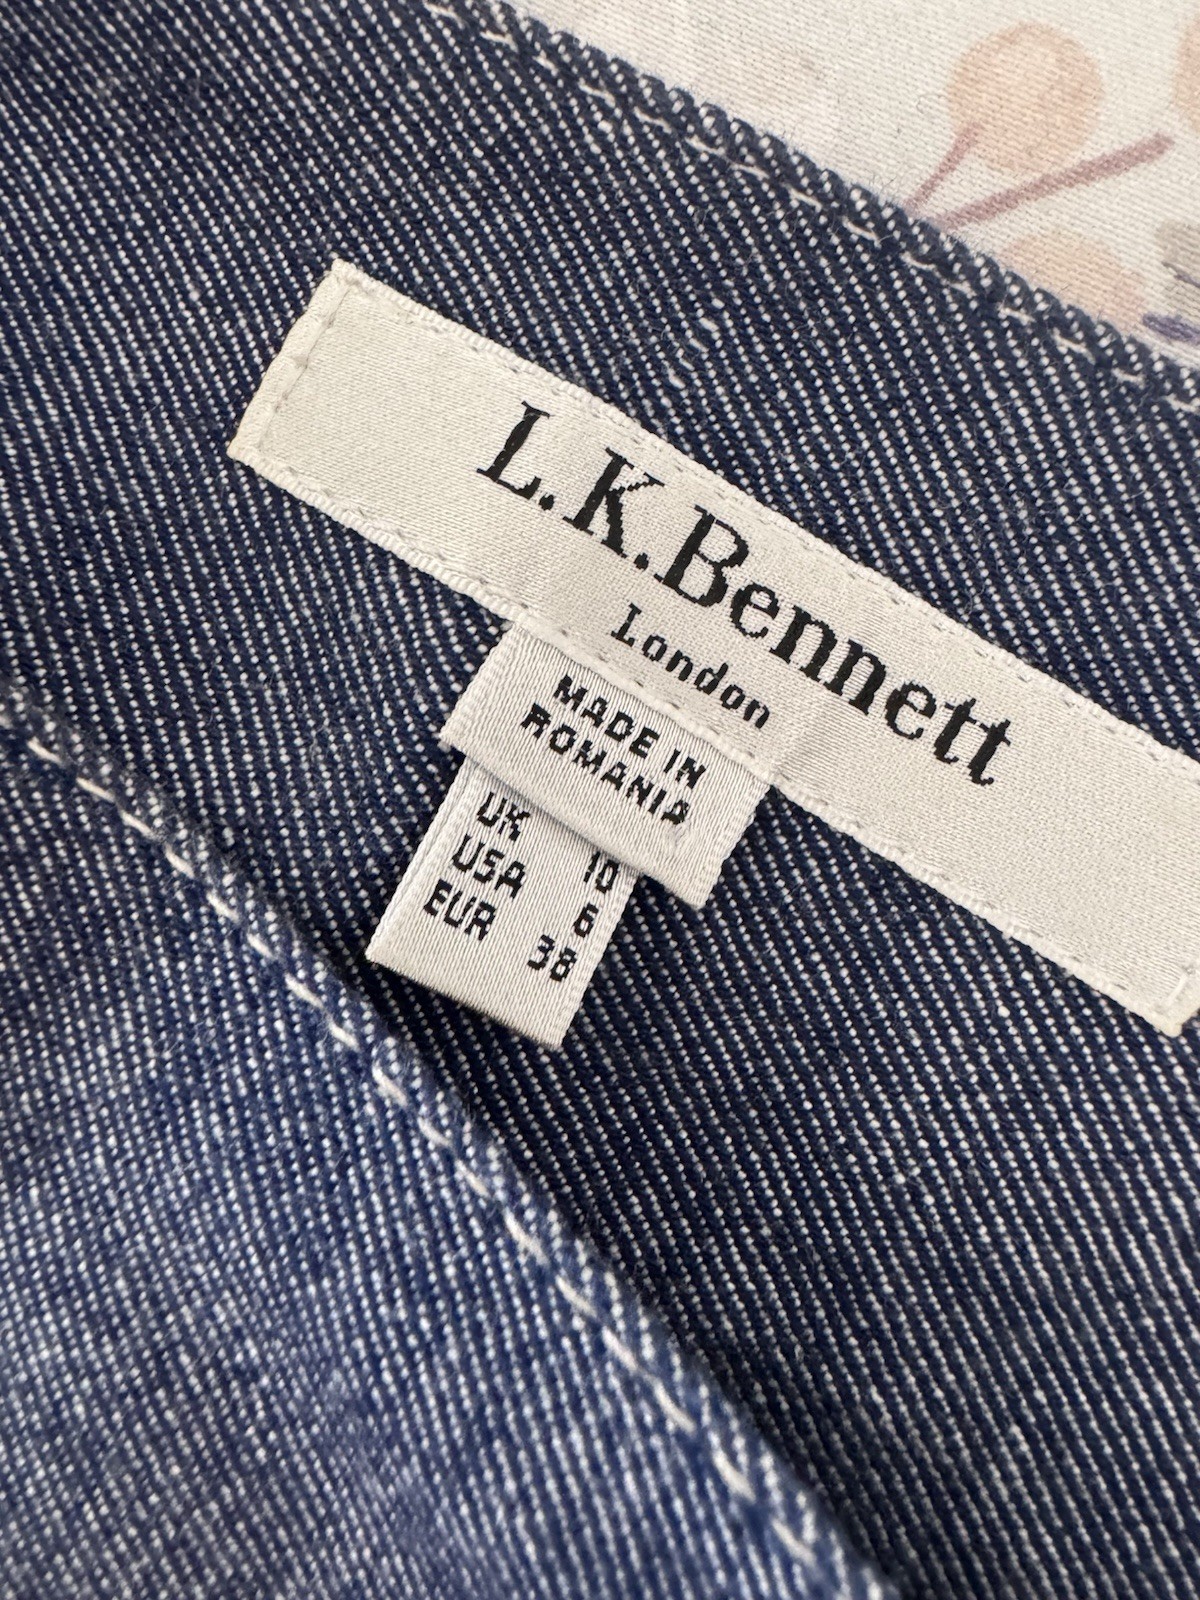 L.K.Bennett
London
MADE IN
ROMANIA
UK 10
USA 6
EUR 38